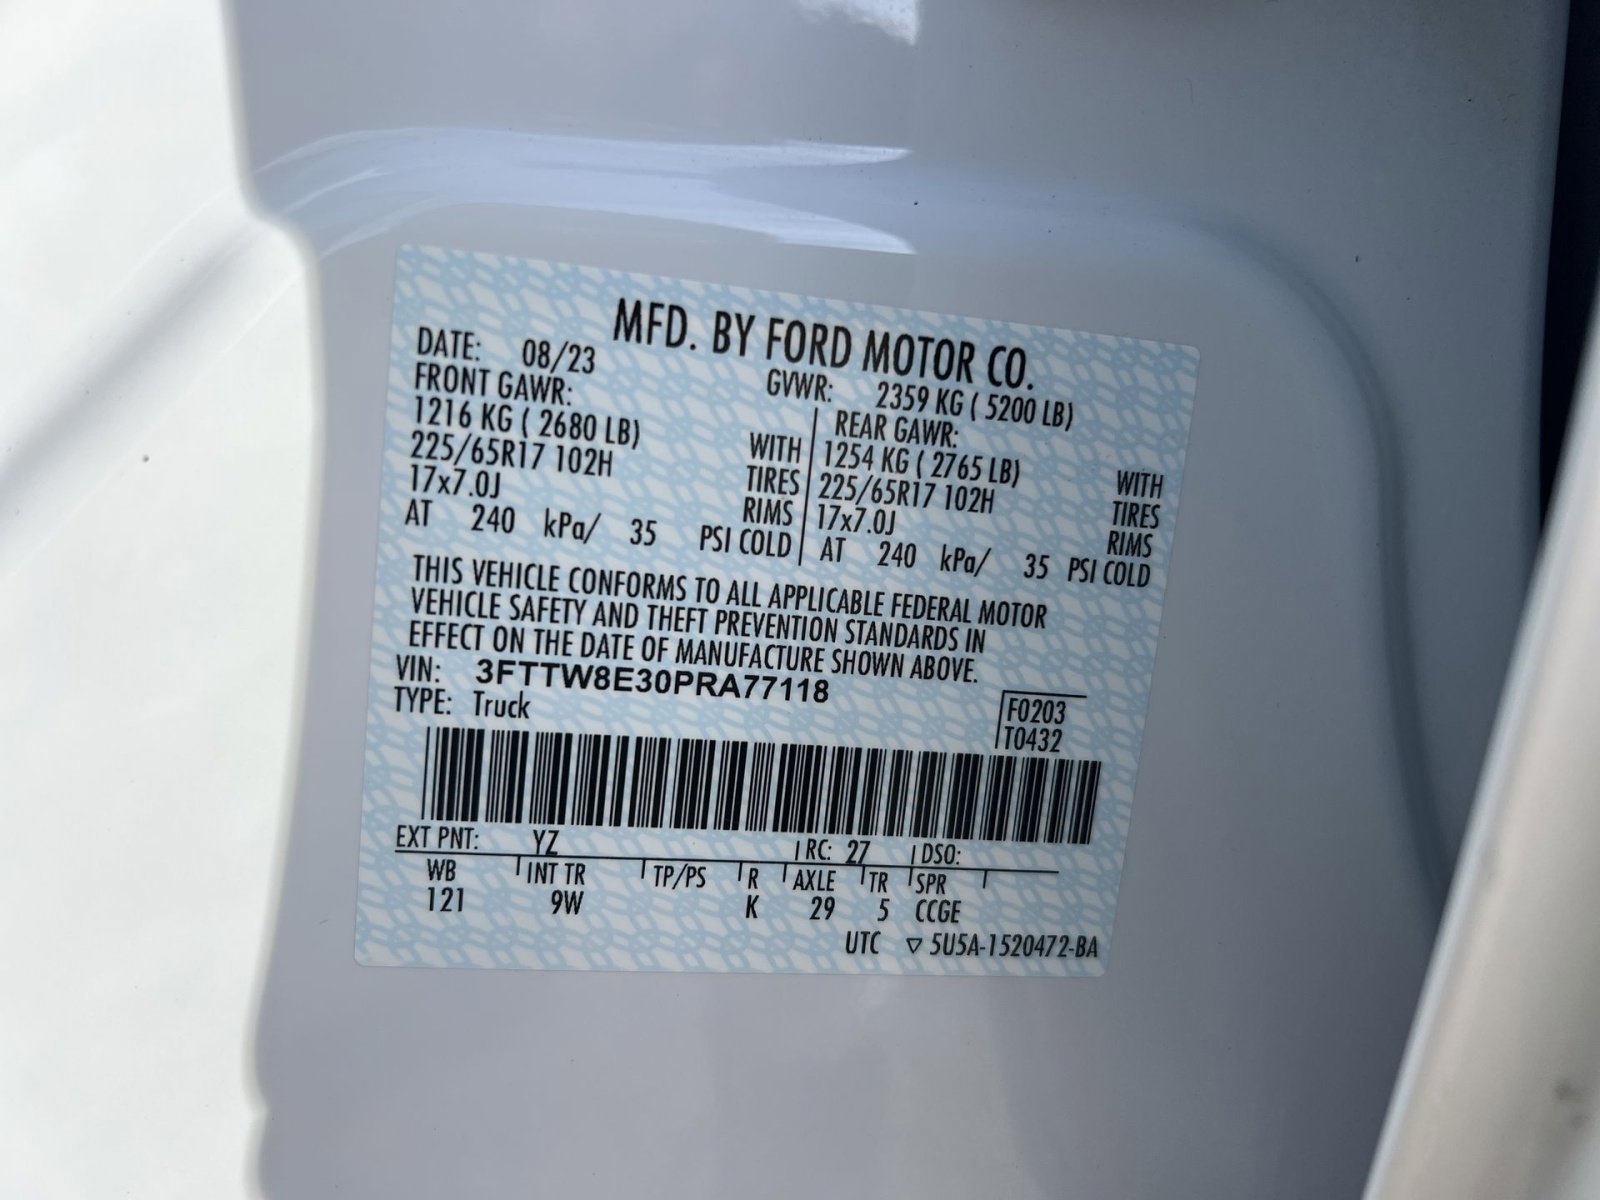 MFD. BY FORD MOTOR CO.
DATE: 08/23 GVWR: 2359 KG ( 5200 LB)
FRONT GAWR: REAR GAWR:
1216 KG ( 2680 LB) WITH 1254 KG ( 2765 LB) WITH
225/65R17 102H TIRES 225/65R17 102H TIRES
17x7.0J RIMS 17x7.0J RIMS
AT 240 kPa/ 35 PSI COLD AT 240 kPa/ 35 PSI COLD
THIS VEHICLE CONFORMS TO ALL APPLICABLE FEDERAL MOTOR
VEHICLE SAFETY AND THEFT PREVENTION STANDARDS IN
EFFECT ON THE DATE OF MANUFACTURE SHOWN ABOVE.
VIN: 3FTTW8E30PRA77118
TYPE: Truck F0203
T0432
EXT PNT: YZ RC: 27 DSO:
WB INT TR TP/PS R AXLE TR SPR
121 9W K 29 5 CCGE
UTC ▽ 5U5A-1520472-BA